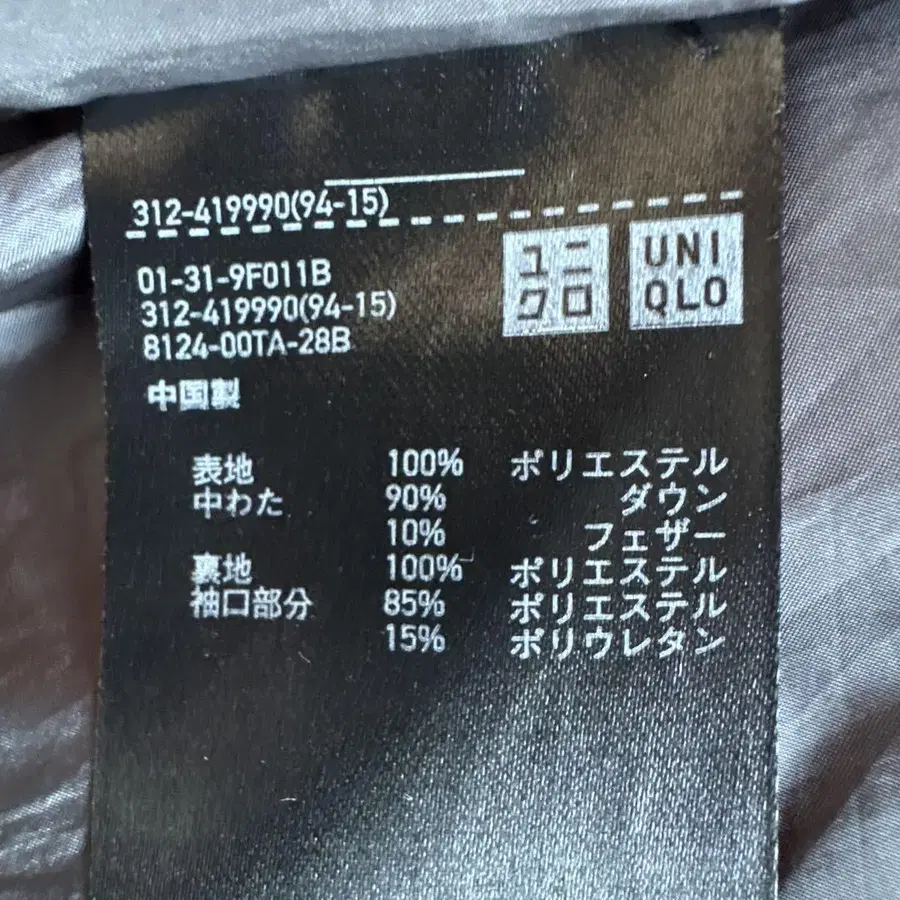 312-419990(94-15)
ユニ
クロ
UNI
QLO
01-31-9F011B
312-419990(94-15)
8124-00TA-28B
中国製
表地 100% ポリエステル
中わた 90% ダウン
10% フェザー
裏地 100% ポリエステル
袖口部分 85% ポリエステル
15% ポリウレタン